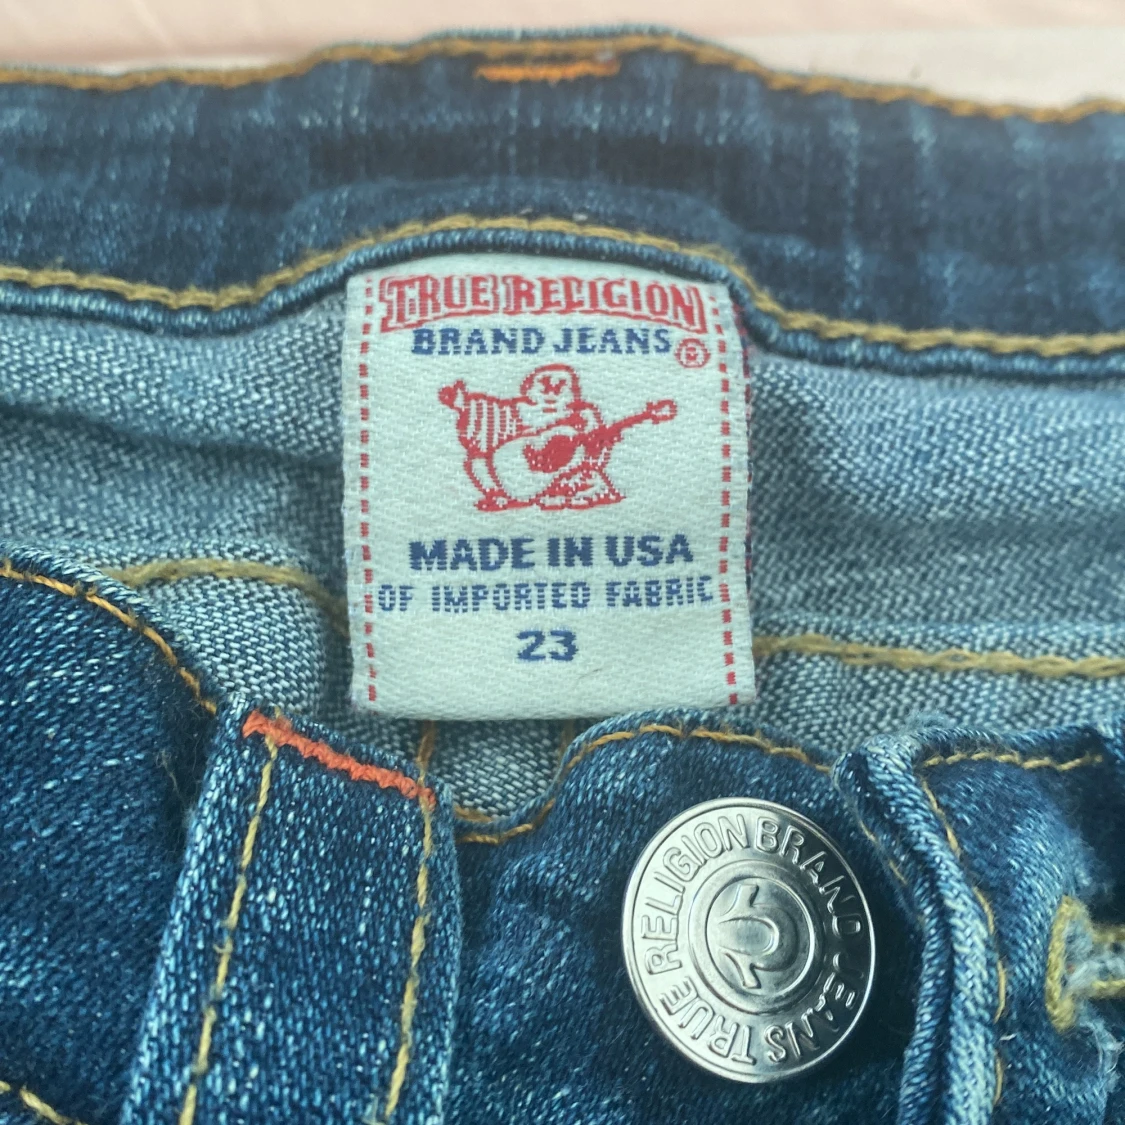 TRUE RELIGION
BRAND JEANS ®
MADE IN USA
OF IMPORTED FABRIC
23
TRUE RELIGION BRAND JEANS